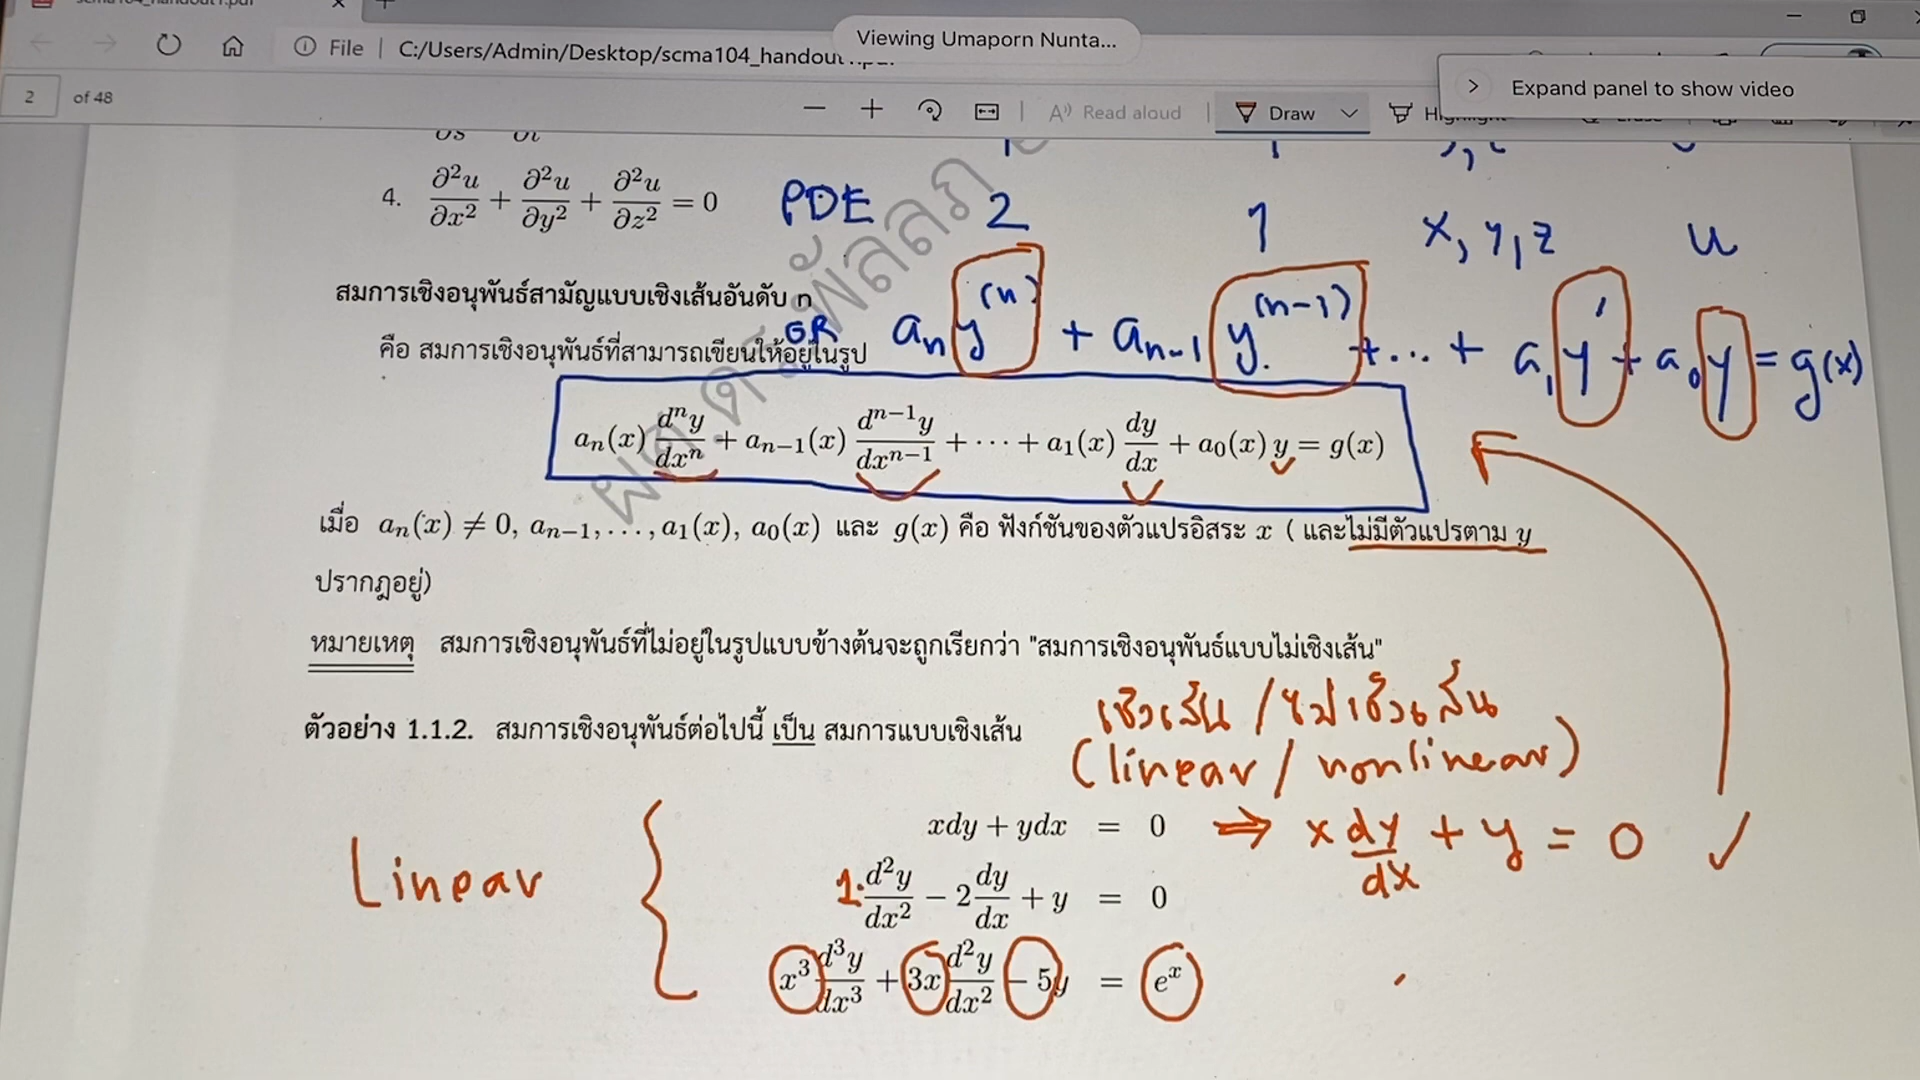 Viewing Umaporn Nunta...
File | C:/Users/Admin/Desktop/scma104_handout
Expand panel to show video
2 of 48
Read aloud
Draw
4. ∂²u/∂x² + ∂²u/∂y² + ∂²u/∂z² = 0 PDE 2 1 x, y, z u
สมการเชิงอนุพันธ์สามัญแบบเชิงเส้นอันดับ n
OR aₙ y⁽ⁿ⁾ + aₙ₋₁ y⁽ⁿ⁻¹⁾ + ... + a₁ y' + a₀ y = g(x)
คือ สมการเชิงอนุพันธ์ที่สามารถเขียนให้อยู่ในรูป
aₙ(x) dⁿy/dxⁿ + aₙ₋₁(x) dⁿ⁻¹y/dxⁿ⁻¹ + ⋯ + a₁(x) dy/dx + a₀(x) y = g(x)
เมื่อ aₙ(x) ≠ 0, aₙ₋₁, . . . , a₁(x), a₀(x) และ g(x) คือ ฟังก์ชันของตัวแปรอิสระ x ( และไม่มีตัวแปรตาม y
ปรากฎอยู่)
หมายเหตุ สมการเชิงอนุพันธ์ที่ไม่อยู่ในรูปแบบข้างต้นจะถูกเรียกว่า "สมการเชิงอนุพันธ์แบบไม่เชิงเส้น"
เชิงเส้น / ไม่เชิงเส้น
ตัวอย่าง 1.1.2. สมการเชิงอนุพันธ์ต่อไปนี้ เป็น สมการแบบเชิงเส้น
(linear / nonlinear)
xdy + ydx = 0 ⇒ x dy/dx + y = 0 ✓
Linear
1. d²y/dx² − 2 dy/dx + y = 0
x³ d³y/dx³ + 3x d²y/dx² − 5y = eˣ